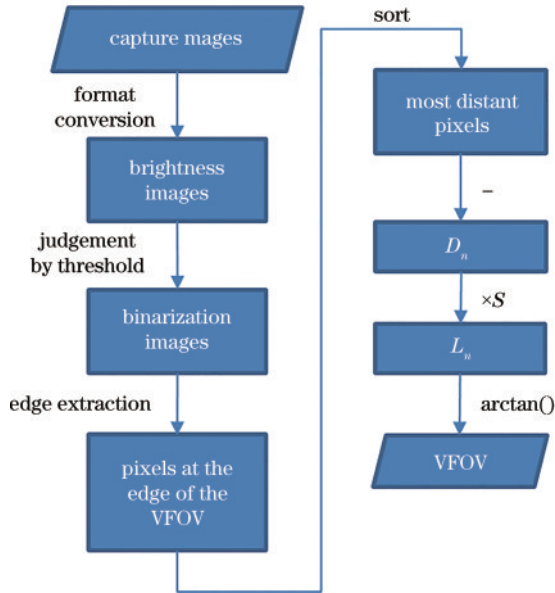 capture mages
format
conversion
brightness
images
judgement
by threshold
binarization
images
edge extraction
pixels at the
edge of the
VFOV
sort
most distant
pixels
−
Dn
×S
Ln
arctan()
VFOV